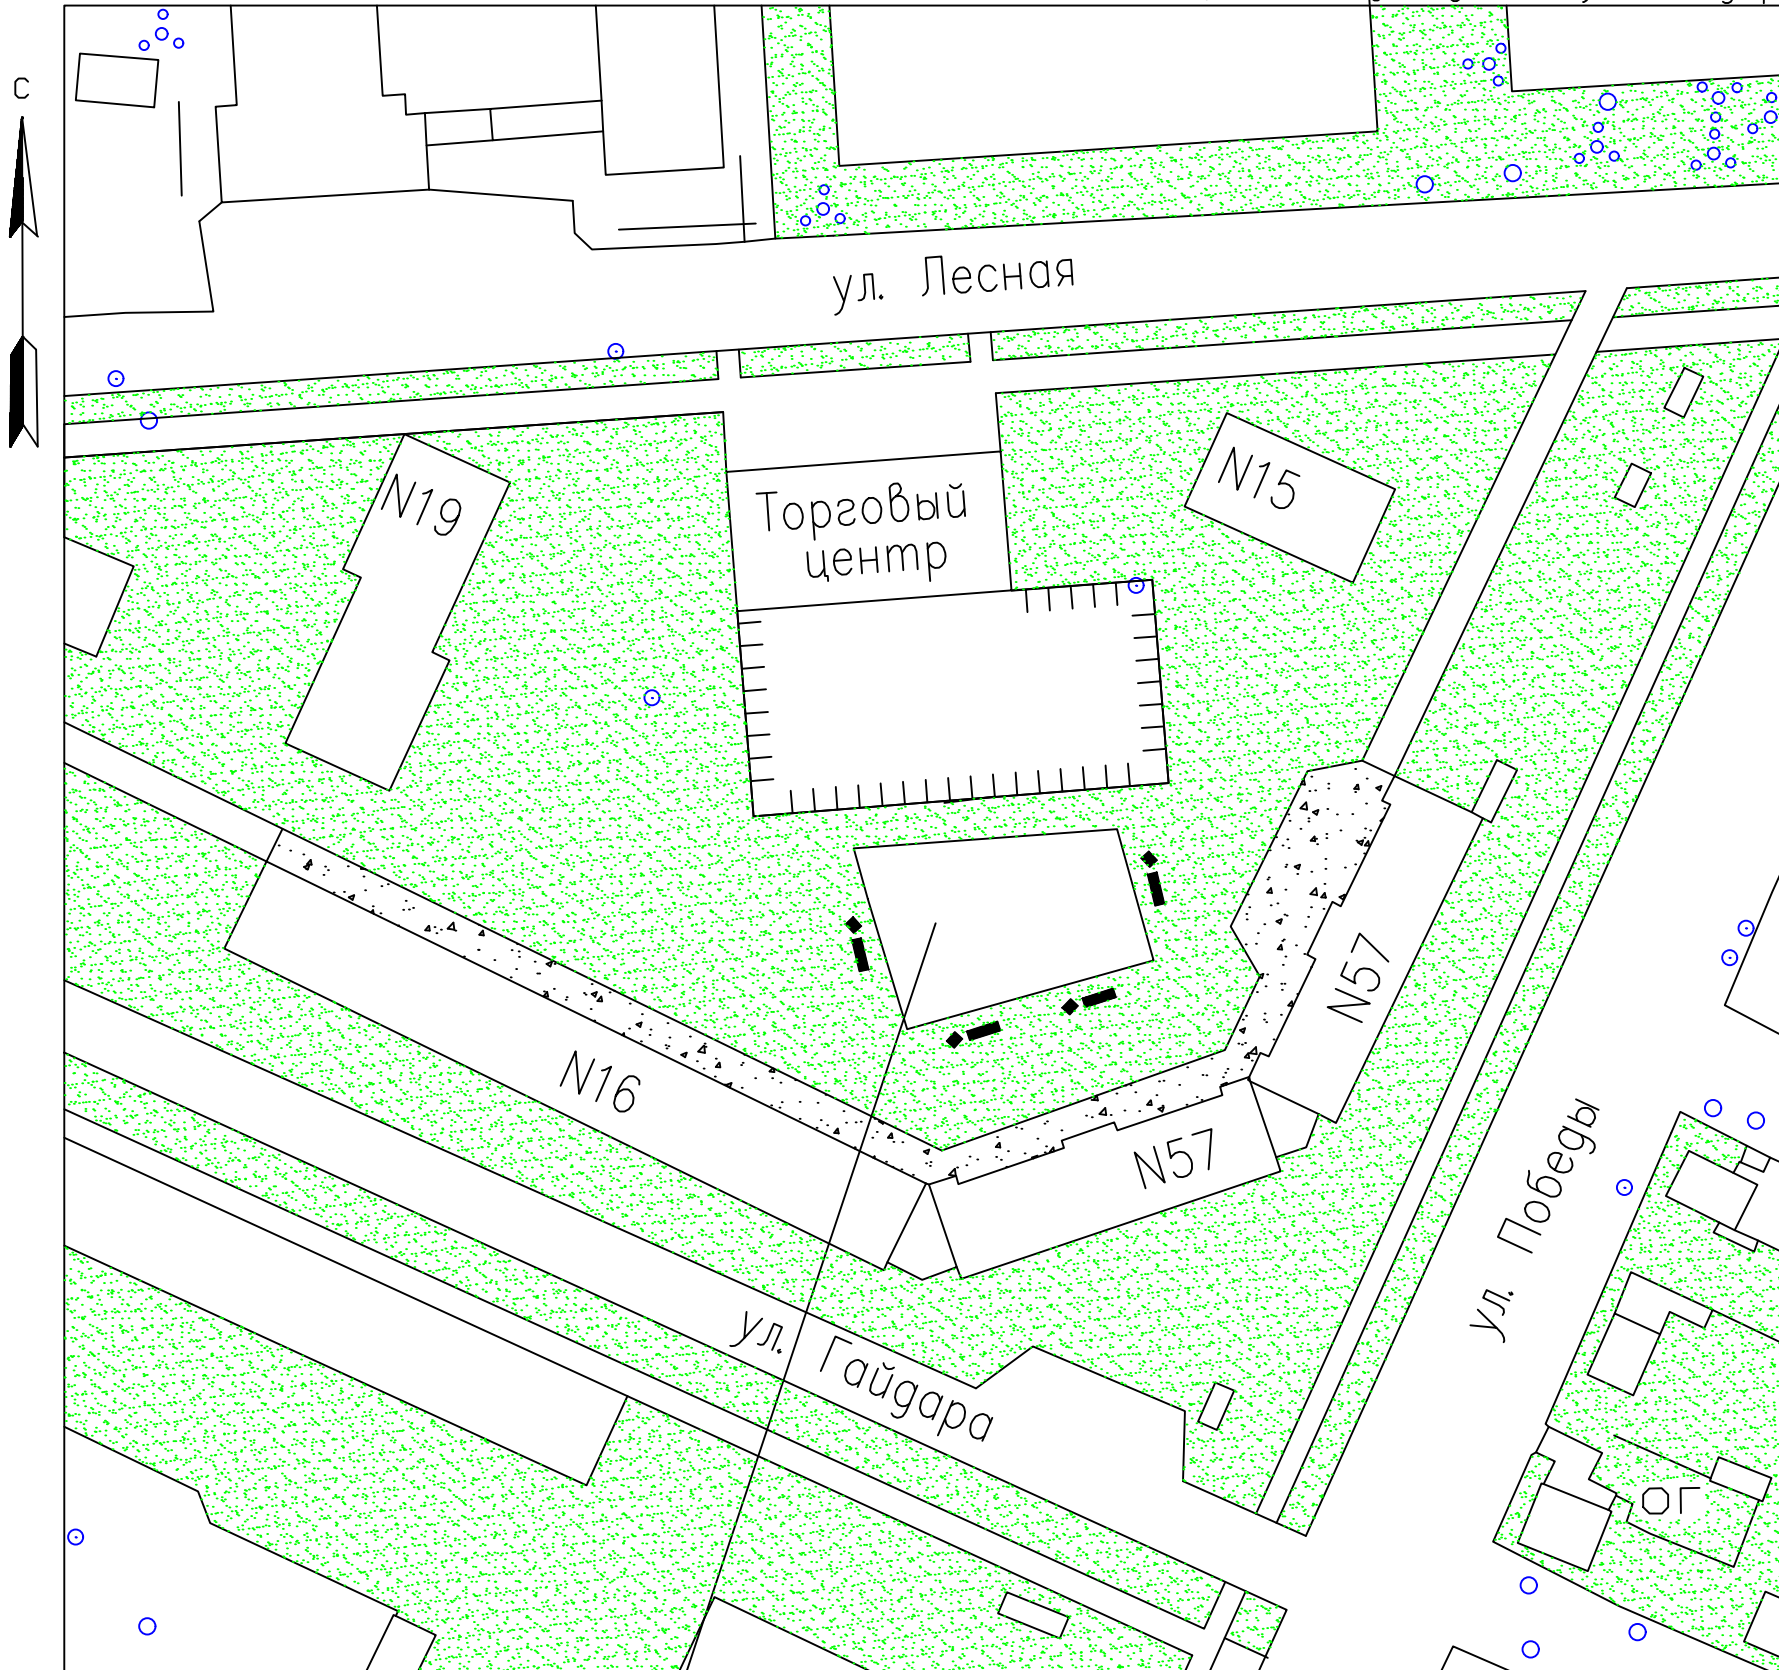 С
ул. Лесная
N19
N15
Торговый
центр
N57
N16
N57
ул. Победы
ул. Гайдара
ОГ